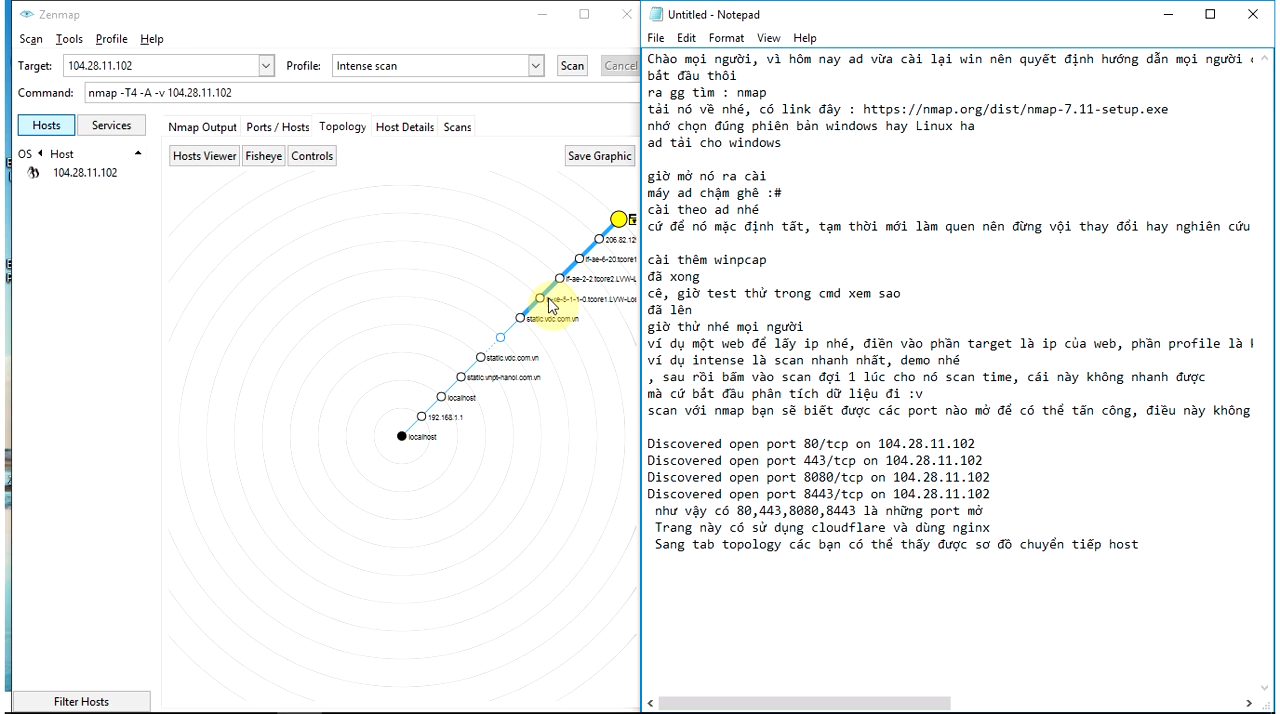 Zenmap
Scan Tools Profile Help
Target: 104.28.11.102 Profile: Intense scan Scan Cancel
Command: nmap -T4 -A -v 104.28.11.102
Hosts Services
Nmap Output Ports / Hosts Topology Host Details Scans
OS Host
104.28.11.102
Hosts Viewer Fisheye Controls Save Graphic
static.vdc.com.vn
static.vdc.com.vn
static.vnpt-hanoi.com.vn
localhost
192.168.1.1
localhost
Filter Hosts
Untitled - Notepad
File Edit Format View Help
Chào mọi người, vì hôm nay ad vừa cài lại win nên quyết định hướng dẫn mọi người
bắt đầu thôi
ra gg tìm : nmap
tải nó về nhé, có link đây : https://nmap.org/dist/nmap-7.11-setup.exe
nhớ chọn đúng phiên bản windows hay Linux ha
ad tải cho windows
giờ mở nó ra cài
máy ad chậm ghê :#
cài theo ad nhé
cứ để nó mặc định tất, tạm thời mới làm quen nên đừng vội thay đổi hay nghiên cứu
cài thêm winpcap
đã xong
cê, giờ test thử trong cmd xem sao
đã lên
giờ thử nhé mọi người
ví dụ một web để lấy ip nhé, điền vào phần target là ip của web, phần profile là
ví dụ intense là scan nhanh nhất, demo nhé
, sau rồi bấm vào scan đợi 1 lúc cho nó scan time, cái này không nhanh được
mà cứ bắt đầu phân tích dữ liệu đi :v
scan với nmap bạn sẽ biết được các port nào mở để có thể tấn công, điều này không
Discovered open port 80/tcp on 104.28.11.102
Discovered open port 443/tcp on 104.28.11.102
Discovered open port 8080/tcp on 104.28.11.102
Discovered open port 8443/tcp on 104.28.11.102
như vậy có 80,443,8080,8443 là những port mở
Trang này có sử dụng cloudflare và dùng nginx
Sang tab topology các bạn có thể thấy được sơ đồ chuyển tiếp host